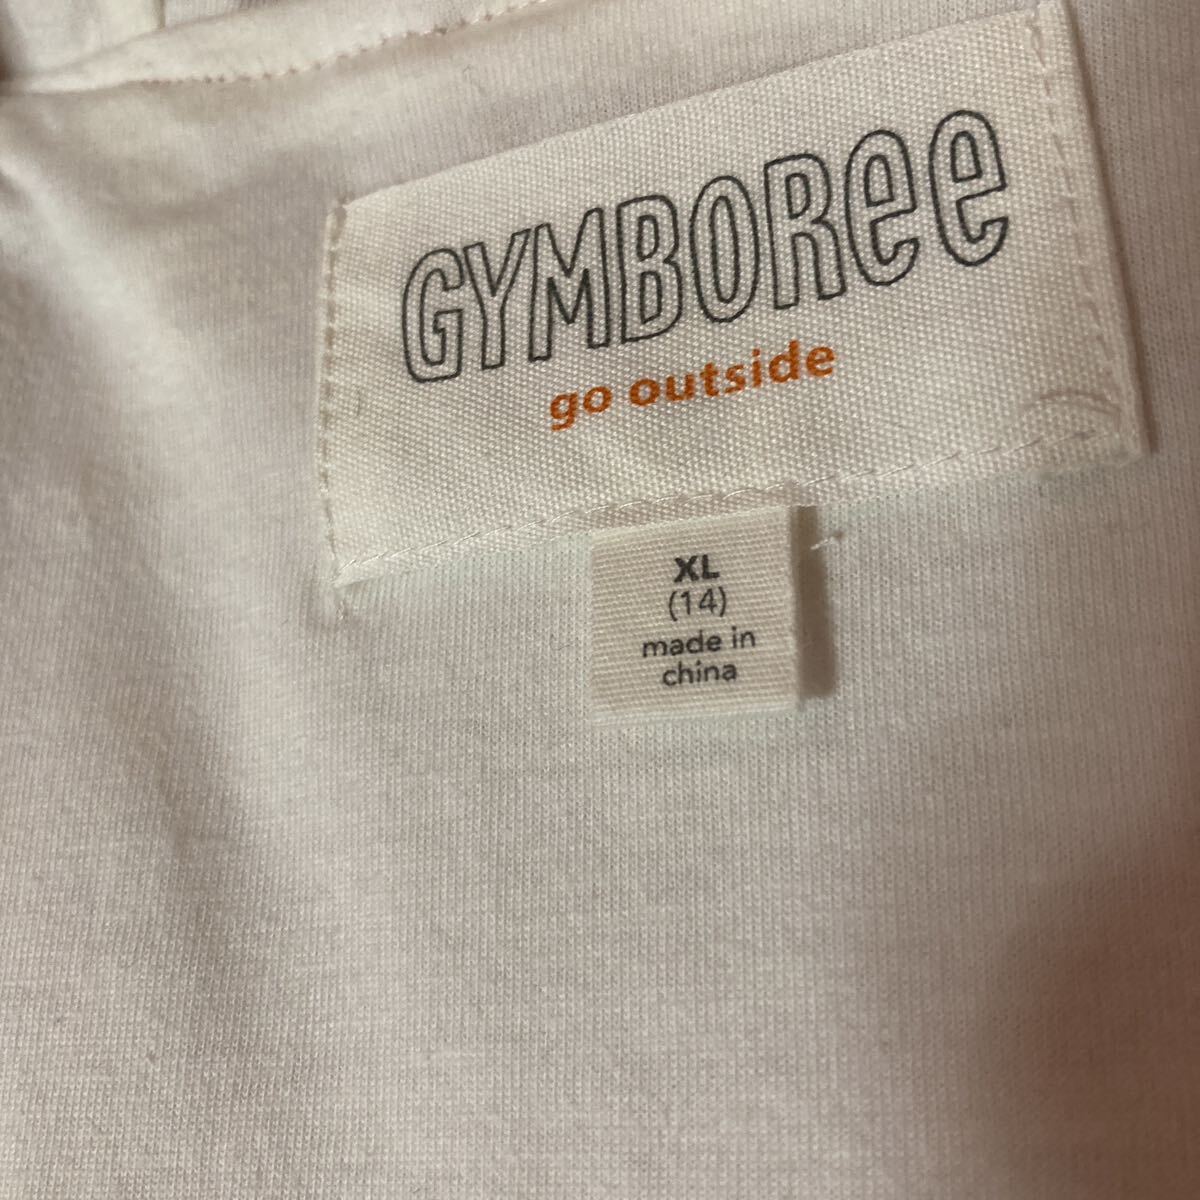 GYMBOREE
go outside
XL
(14)
made in
china